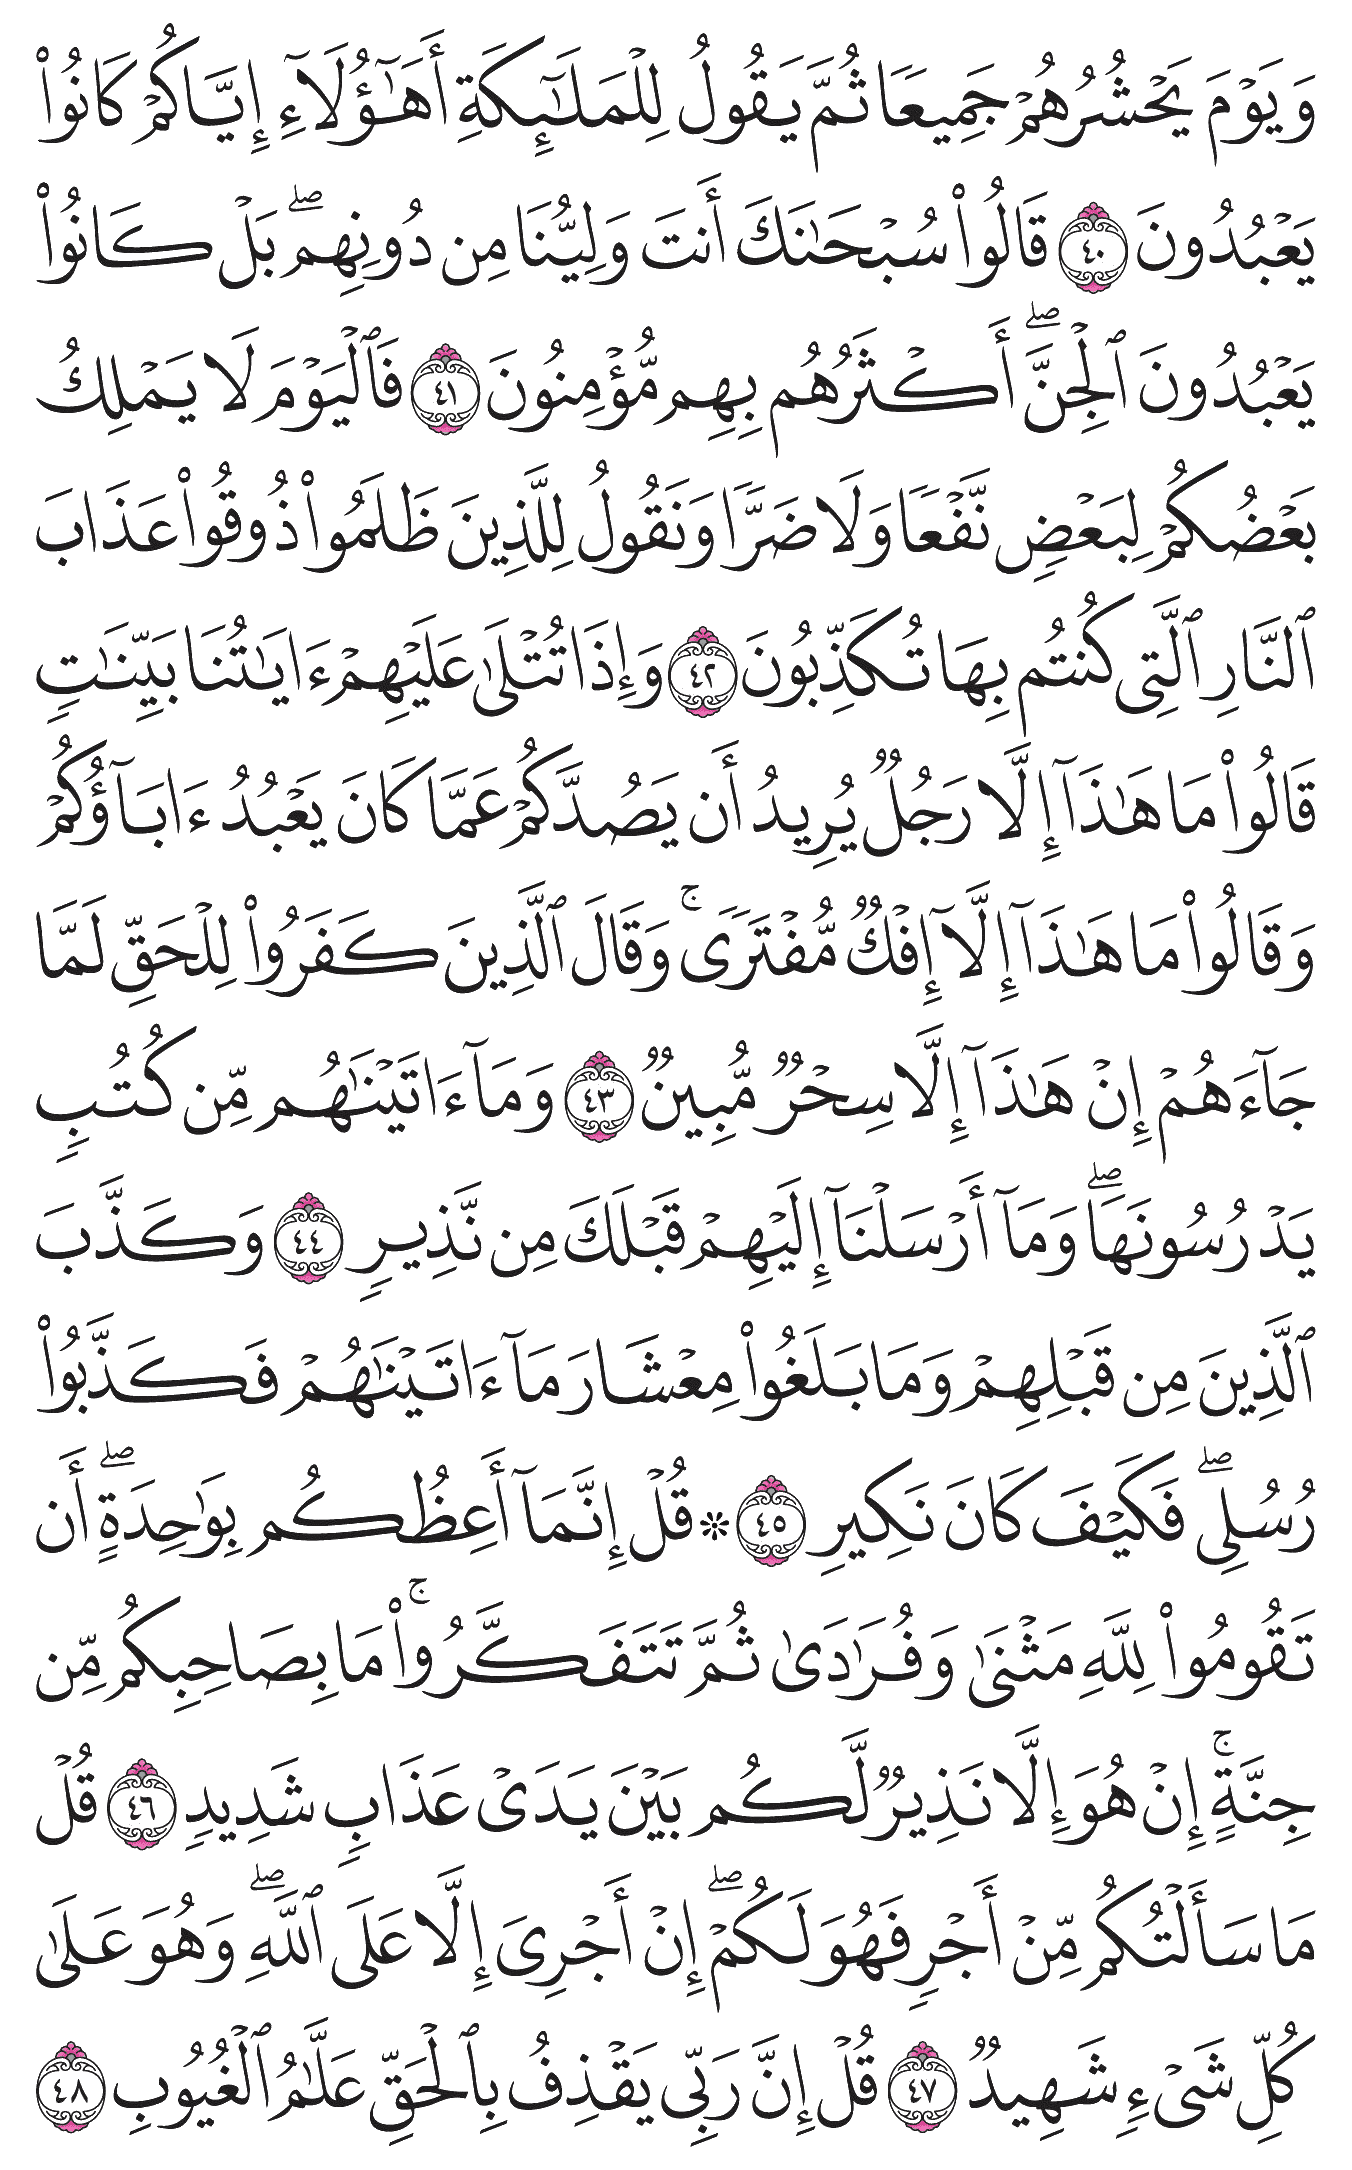 وَيَوۡمَ يَحۡشُرُهُمۡ جَمِيعٗا ثُمَّ يَقُولُ لِلۡمَلَٰٓئِكَةِ أَهَٰٓؤُلَآءِ إِيَّاكُمۡ كَانُواْ
يَعۡبُدُونَ ٤٠ قَالُواْ سُبۡحَٰنَكَ أَنتَ وَلِيُّنَا مِن دُونِهِمۖ بَلۡ كَانُواْ
يَعۡبُدُونَ ٱلۡجِنَّۖ أَكۡثَرُهُم بِهِم مُّؤۡمِنُونَ ٤١ فَٱلۡيَوۡمَ لَا يَمۡلِكُ
بَعۡضُكُمۡ لِبَعۡضٖ نَّفۡعٗا وَلَا ضَرّٗا وَنَقُولُ لِلَّذِينَ ظَلَمُواْ ذُوقُواْ عَذَابَ
ٱلنَّارِ ٱلَّتِي كُنتُم بِهَا تُكَذِّبُونَ ٤٢ وَإِذَا تُتۡلَىٰ عَلَيۡهِمۡ ءَايَٰتُنَا بَيِّنَٰتٖ
قَالُواْ مَا هَٰذَآ إِلَّا رَجُلٞ يُرِيدُ أَن يَصُدَّكُمۡ عَمَّا كَانَ يَعۡبُدُ ءَابَآؤُكُمۡ
وَقَالُواْ مَا هَٰذَآ إِلَّآ إِفۡكٞ مُّفۡتَرٗىۚ وَقَالَ ٱلَّذِينَ كَفَرُواْ لِلۡحَقِّ لَمَّا
جَآءَهُمۡ إِنۡ هَٰذَآ إِلَّا سِحۡرٞ مُّبِينٞ ٤٣ وَمَآ ءَاتَيۡنَٰهُم مِّن كُتُبٖ
يَدۡرُسُونَهَاۖ وَمَآ أَرۡسَلۡنَآ إِلَيۡهِمۡ قَبۡلَكَ مِن نَّذِيرٖ ٤٤ وَكَذَّبَ
ٱلَّذِينَ مِن قَبۡلِهِمۡ وَمَا بَلَغُواْ مِعۡشَارَ مَآ ءَاتَيۡنَٰهُمۡ فَكَذَّبُواْ
رُسُلِيۖ فَكَيۡفَ كَانَ نَكِيرِ ٤٥ ۞ قُلۡ إِنَّمَآ أَعِظُكُم بِوَٰحِدَةٍۖ أَن
تَقُومُواْ لِلَّهِ مَثۡنَىٰ وَفُرَٰدَىٰ ثُمَّ تَتَفَكَّرُواْۚ مَا بِصَاحِبِكُم مِّن
جِنَّةٍۚ إِنۡ هُوَ إِلَّا نَذِيرٞ لَّكُم بَيۡنَ يَدَيۡ عَذَابٖ شَدِيدٖ ٤٦ قُلۡ
مَا سَأَلۡتُكُم مِّنۡ أَجۡرٖ فَهُوَ لَكُمۡۖ إِنۡ أَجۡرِيَ إِلَّا عَلَى ٱللَّهِۖ وَهُوَ عَلَىٰ
كُلِّ شَيۡءٖ شَهِيدٞ ٤٧ قُلۡ إِنَّ رَبِّي يَقۡذِفُ بِٱلۡحَقِّ عَلَّٰمُ ٱلۡغُيُوبِ ٤٨